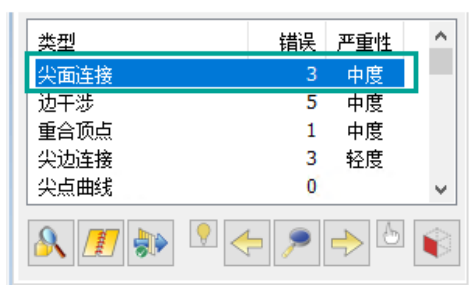 类型 错误 严重性
尖面连接 3 中度
边干涉 5 中度
重合顶点 1 中度
尖边连接 3 轻度
尖点曲线 0